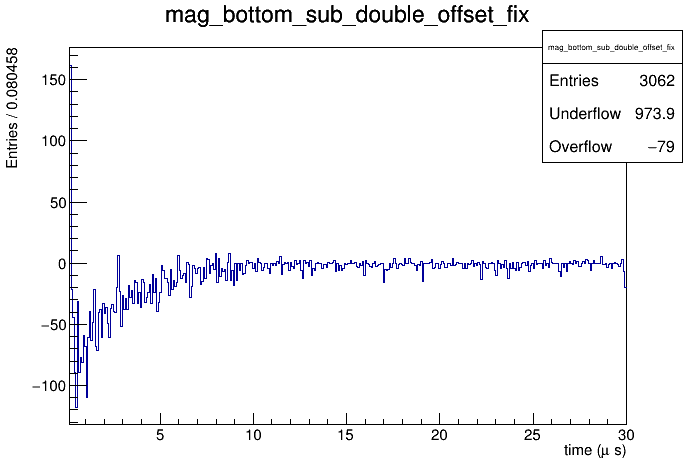 mag_bottom_sub_double_offset_fix
mag_bottom_sub_double_offset_fix
Entries 3062
Underflow 973.9
Overflow −79
Entries / 0.080458
150
100
50
0
−50
−100
5 10 15 20 25 30
time (μ s)